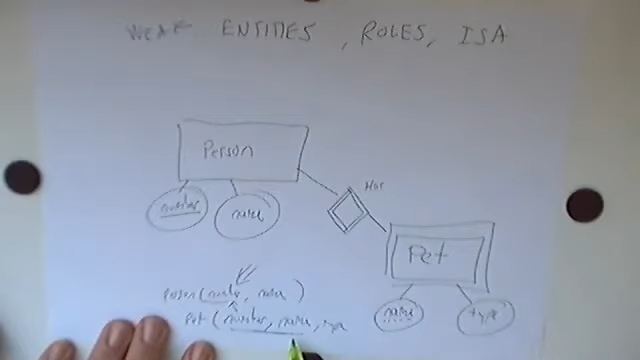 WEAK ENTITIES, ROLES, ISA
Person
number
name
Has
Pet
name
type
Person(number, name)
Pet (number, name, type